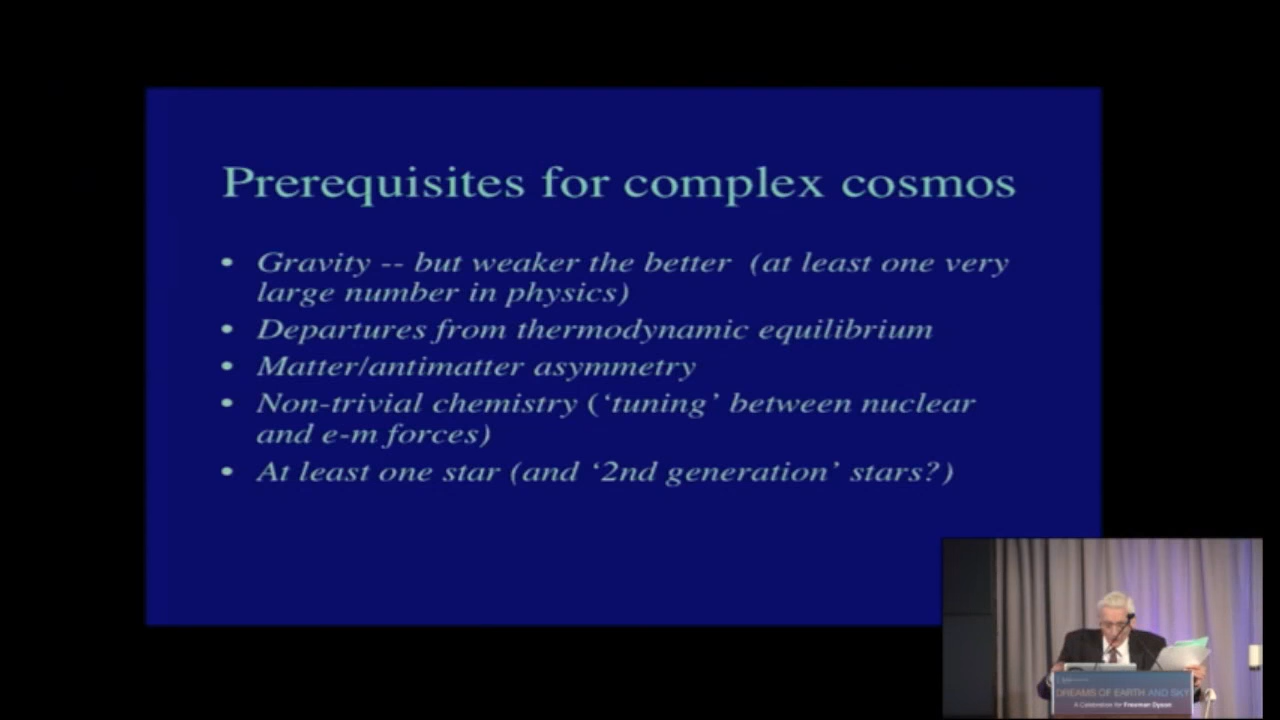 Prerequisites for complex cosmos
• Gravity -- but weaker the better (at least one very
large number in physics)
• Departures from thermodynamic equilibrium
• Matter/antimatter asymmetry
• Non-trivial chemistry (‘tuning’ between nuclear
and e-m forces)
• At least one star (and ‘2nd generation’ stars?)
DREAMS OF EARTH AND SKY
A Celebration for Freeman Dyson